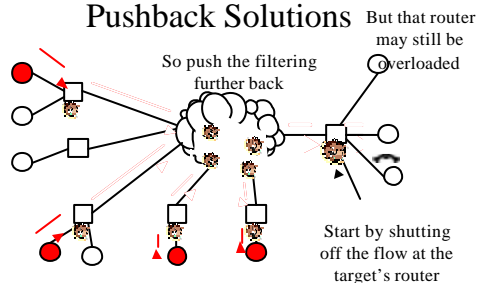 Pushback Solutions
But that router
may still be
overloaded
So push the filtering
further back
Start by shutting
off the flow at the
target's router